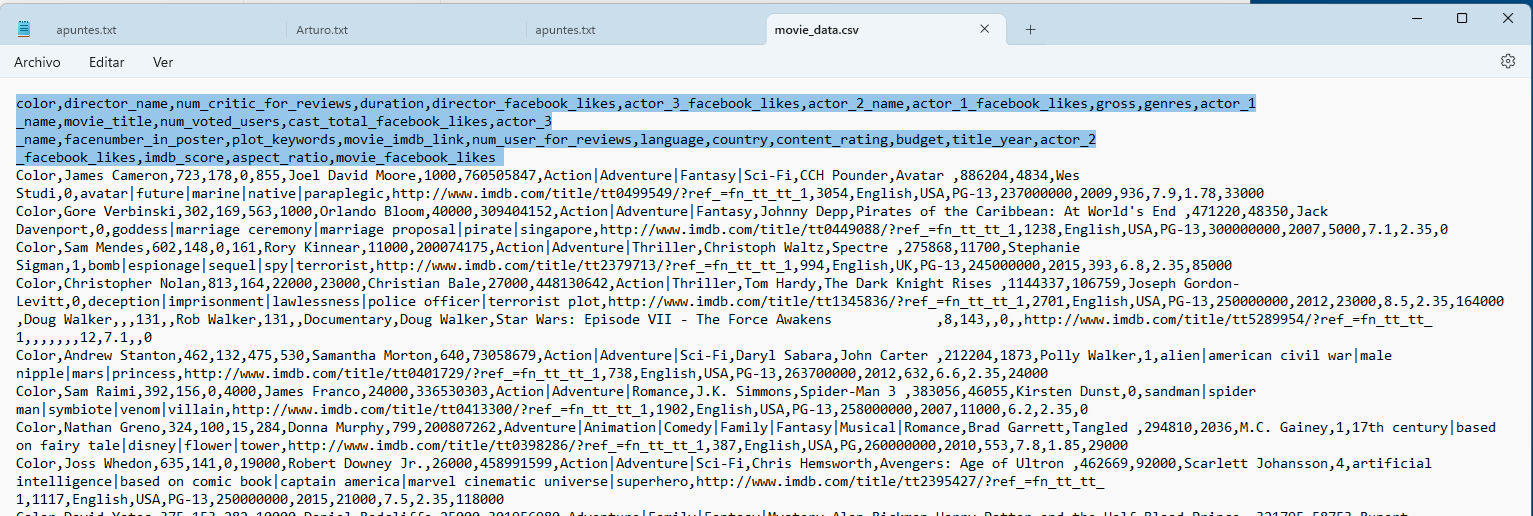 apuntes.txt
Arturo.txt
apuntes.txt
movie_data.csv
Archivo
Editar
Ver
color,director_name,num_critic_for_reviews,duration,director_facebook_likes,actor_3_facebook_likes,actor_2_name,actor_1_facebook_likes,gross,genres,actor_1
_name,movie_title,num_voted_users,cast_total_facebook_likes,actor_3
_name,facenumber_in_poster,plot_keywords,movie_imdb_link,num_user_for_reviews,language,country,content_rating,budget,title_year,actor_2
_facebook_likes,imdb_score,aspect_ratio,movie_facebook_likes
Color,James Cameron,723,178,0,855,Joel David Moore,1000,760505847,Action|Adventure|Fantasy|Sci-Fi,CCH Pounder,Avatar ,886204,4834,Wes
Studi,0,avatar|future|marine|native|paraplegic,http://www.imdb.com/title/tt0499549/?ref_=fn_tt_tt_1,3054,English,USA,PG-13,237000000,2009,936,7.9,1.78,33000
Color,Gore Verbinski,302,169,563,1000,Orlando Bloom,40000,309404152,Action|Adventure|Fantasy,Johnny Depp,Pirates of the Caribbean: At World's End ,471220,48350,Jack
Davenport,0,goddess|marriage ceremony|marriage proposal|pirate|singapore,http://www.imdb.com/title/tt0449088/?ref_=fn_tt_tt_1,1238,English,USA,PG-13,300000000,2007,5000,7.1,2.35,0
Color,Sam Mendes,602,148,0,161,Rory Kinnear,11000,200074175,Action|Adventure|Thriller,Christoph Waltz,Spectre ,275868,11700,Stephanie
Sigman,1,bomb|espionage|sequel|spy|terrorist,http://www.imdb.com/title/tt2379713/?ref_=fn_tt_tt_1,994,English,UK,PG-13,245000000,2015,393,6.8,2.35,85000
Color,Christopher Nolan,813,164,22000,23000,Christian Bale,27000,448130642,Action|Thriller,Tom Hardy,The Dark Knight Rises ,1144337,106759,Joseph Gordon-
Levitt,0,deception|imprisonment|lawlessness|police officer|terrorist plot,http://www.imdb.com/title/tt1345836/?ref_=fn_tt_tt_1,2701,English,USA,PG-13,250000000,2012,23000,8.5,2.35,164000
,Doug Walker,,,131,,Rob Walker,131,,Documentary,Doug Walker,Star Wars: Episode VII - The Force Awakens             ,8,143,,0,,http://www.imdb.com/title/tt5289954/?ref_=fn_tt_tt_
1,,,,,,,12,7.1,,0
Color,Andrew Stanton,462,132,475,530,Samantha Morton,640,73058679,Action|Adventure|Sci-Fi,Daryl Sabara,John Carter ,212204,1873,Polly Walker,1,alien|american civil war|male
nipple|mars|princess,http://www.imdb.com/title/tt0401729/?ref_=fn_tt_tt_1,738,English,USA,PG-13,263700000,2012,632,6.6,2.35,24000
Color,Sam Raimi,392,156,0,4000,James Franco,24000,336530303,Action|Adventure|Romance,J.K. Simmons,Spider-Man 3 ,383056,46055,Kirsten Dunst,0,sandman|spider
man|symbiote|venom|villain,http://www.imdb.com/title/tt0413300/?ref_=fn_tt_tt_1,1902,English,USA,PG-13,258000000,2007,11000,6.2,2.35,0
Color,Nathan Greno,324,100,15,284,Donna Murphy,799,200807262,Adventure|Animation|Comedy|Family|Fantasy|Musical|Romance,Brad Garrett,Tangled ,294810,2036,M.C. Gainey,1,17th century|based
on fairy tale|disney|flower|tower,http://www.imdb.com/title/tt0398286/?ref_=fn_tt_tt_1,387,English,USA,PG,260000000,2010,553,7.8,1.85,29000
Color,Joss Whedon,635,141,0,19000,Robert Downey Jr.,26000,458991599,Action|Adventure|Sci-Fi,Chris Hemsworth,Avengers: Age of Ultron ,462669,92000,Scarlett Johansson,4,artificial
intelligence|based on comic book|captain america|marvel cinematic universe|superhero,http://www.imdb.com/title/tt2395427/?ref_=fn_tt_tt_
1,1117,English,USA,PG-13,250000000,2015,21000,7.5,2.35,118000